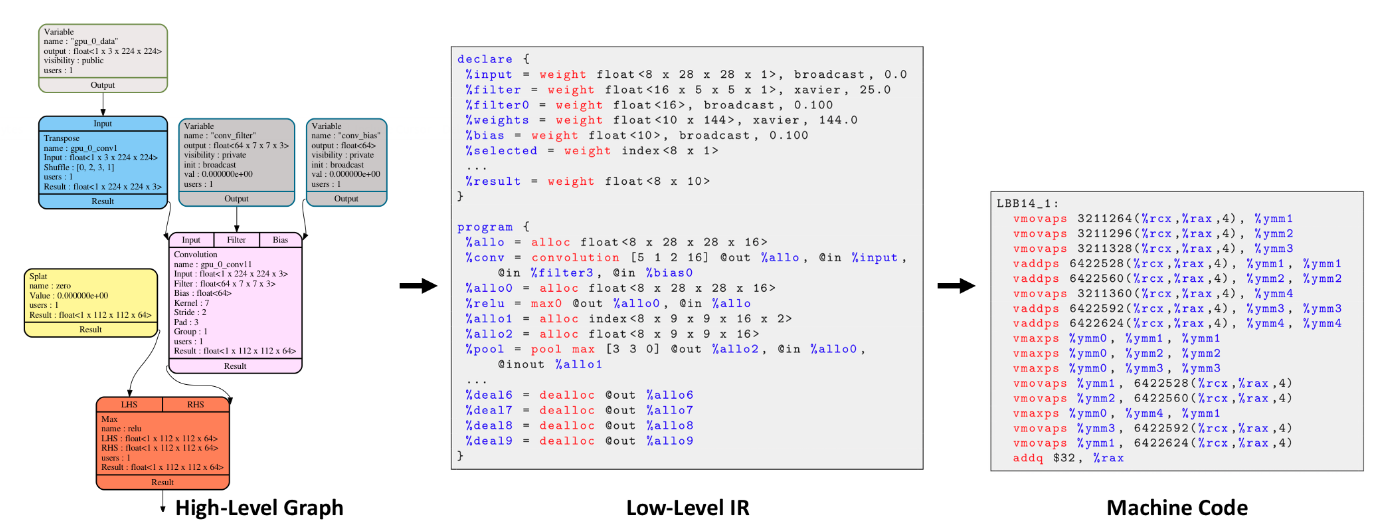 Variable
name : "gpu_0_data"
output : float<1 x 3 x 224 x 224>
visibility : public
users : 1
Output
Input
Transpose
name : gpu_0_conv1
Input : float<1 x 3 x 224 x 224>
Shuffle : [0, 2, 3, 1]
users : 1
Result : float<1 x 224 x 224 x 3>
Result
Variable
name : "conv_filter"
output : float<64 x 7 x 7 x 3>
visibility : private
init : broadcast
val : 0.000000e+00
users : 1
Output
Variable
name : "conv_bias"
output : float<64>
visibility : private
init : broadcast
val : 0.000000e+00
users : 1
Output
Input Filter Bias
Convolution
name : gpu_conv11
Input : float<1 x 224 x 224 x 3>
Filter : float<64 x 7 x 7 x 3>
Bias : float<64>
Kernel : 7
Stride : 2
Pad : 3
Group : 1
users : 1
Result : float<1 x 112 x 112 x 64>
Result
Splat
name : zero
Value : 0.000000e+00
users : 1
Result : float<1 x 112 x 112 x 64>
Result
LHS RHS
Max
name : relu
LHS : float<1 x 112 x 112 x 64>
RHS : float<1 x 112 x 112 x 64>
users : 1
Result : float<1 x 112 x 112 x 64>
Result
High-Level Graph
declare {
%input = weight float<8 x 28 x 28 x 1>, broadcast, 0.0
%filter = weight float<16 x 5 x 5 x 1>, xavier, 25.0
%filter0 = weight float<16>, broadcast, 0.100
%weights = weight float<10 x 144>, xavier, 144.0
%bias = weight float<10>, broadcast, 0.100
%selected = weight index<8 x 1>
...
%result = weight float<8 x 10>
}
program {
%allo = alloc float<8 x 28 x 28 x 16>
%conv = convolution [5 1 2 16] @out %allo, @in %input,
@in %filter3, @in %bias0
%allo0 = alloc float<8 x 28 x 28 x 16>
%relu = max0 @out %allo0, @in %allo
%allo1 = alloc index<8 x 9 x 9 x 16 x 2>
%allo2 = alloc float<8 x 9 x 9 x 16>
%pool = pool max [3 3 0] @out %allo2, @in %allo0,
@inout %allo1
...
%deal6 = dealloc @out %allo6
%deal7 = dealloc @out %allo7
%deal8 = dealloc @out %allo8
%deal9 = dealloc @out %allo9
}
Low-Level IR
LBB14_1:
vmovaps 3211264(%rcx,%rax,4), %ymm1
vmovaps 3211296(%rcx,%rax,4), %ymm2
vmovaps 3211328(%rcx,%rax,4), %ymm3
vaddps 6422528(%rcx,%rax,4), %ymm1, %ymm1
vaddps 6422560(%rcx,%rax,4), %ymm2, %ymm2
vmovaps 3211360(%rcx,%rax,4), %ymm4
vaddps 6422592(%rcx,%rax,4), %ymm3, %ymm3
vaddps 6422624(%rcx,%rax,4), %ymm4, %ymm4
vmaxps %ymm0, %ymm1, %ymm1
vmaxps %ymm0, %ymm2, %ymm2
vmaxps %ymm0, %ymm3, %ymm3
vmovaps %ymm1, 6422528(%rcx,%rax,4)
vmovaps %ymm2, 6422560(%rcx,%rax,4)
vmaxps %ymm0, %ymm4, %ymm1
vmovaps %ymm3, 6422592(%rcx,%rax,4)
vmovaps %ymm1, 6422624(%rcx,%rax,4)
addq $32, %rax
Machine Code